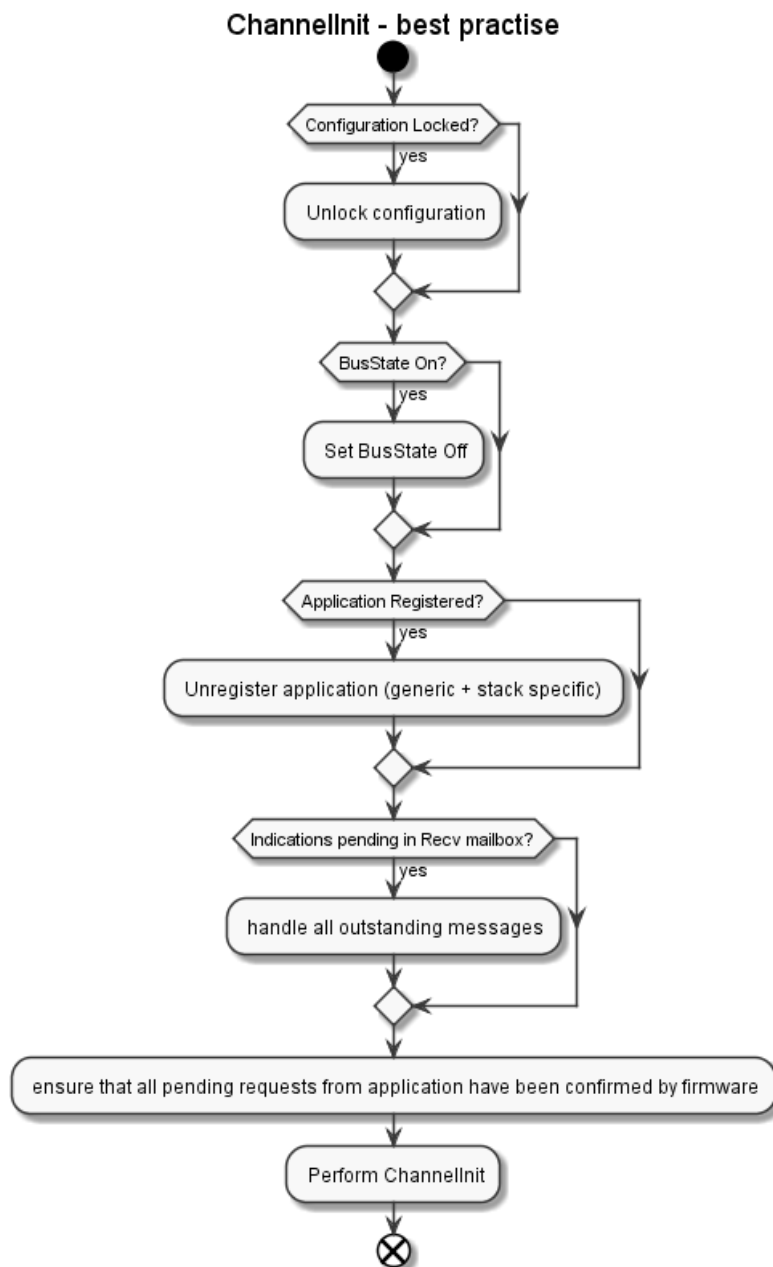 ChannelInit - best practise
Configuration Locked?
yes
Unlock configuration
BusState On?
yes
Set BusState Off
Application Registered?
yes
Unregister application (generic + stack specific)
Indications pending in Recv mailbox?
yes
handle all outstanding messages
ensure that all pending requests from application have been confirmed by firmware
Perform ChannelInit